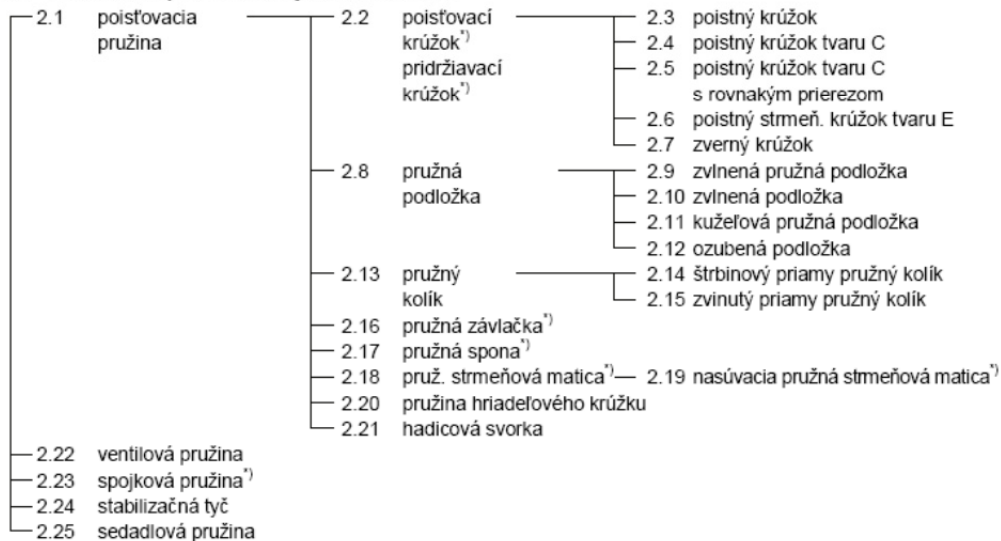 2.1 poisťovacia 2.2 poisťovací 2.3 poistný krúžok
pružina krúžok*) 2.4 poistný krúžok tvaru C
pridržiavací 2.5 poistný krúžok tvaru C
krúžok*) s rovnakým prierezom
2.6 poistný strmeň. krúžok tvaru E
2.7 zverný krúžok
2.8 pružná 2.9 zvlnená pružná podložka
podložka 2.10 zvlnená podložka
2.11 kužeľová pružná podložka
2.12 ozubená podložka
2.13 pružný 2.14 štrbinový priamy pružný kolík
kolík 2.15 zvinutý priamy pružný kolík
2.16 pružná závlačka*)
2.17 pružná spona*)
2.18 pruž. strmeňová matica*) 2.19 nasúvacia pružná strmeňová matica*)
2.20 pružina hriadeľového krúžku
2.21 hadicová svorka
2.22 ventilová pružina
2.23 spojková pružina*)
2.24 stabilizačná tyč
2.25 sedadlová pružina